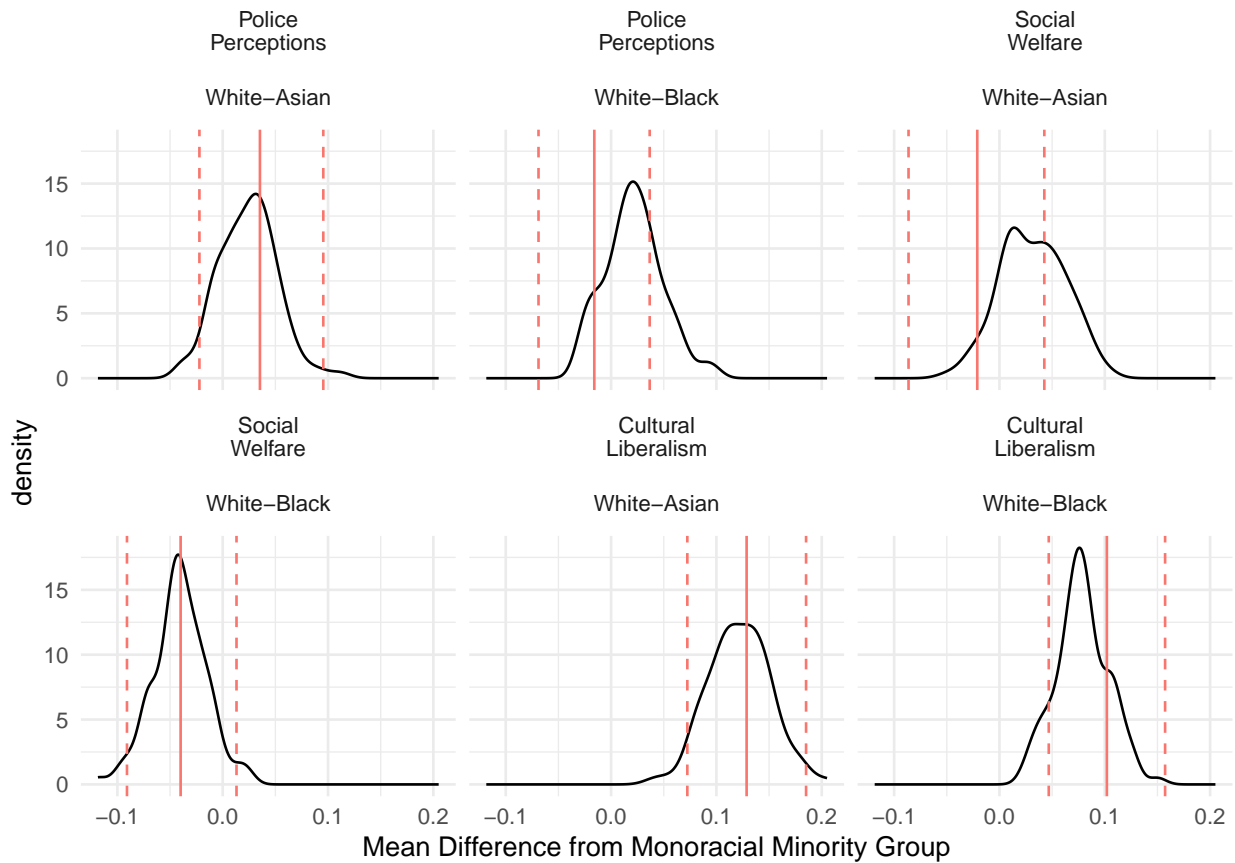 Police
Perceptions
White−Asian
Police
Perceptions
White−Black
Social
Welfare
White−Asian
15
10
5
0
Social
Welfare
White−Black
Cultural
Liberalism
White−Asian
Cultural
Liberalism
White−Black
15
10
5
0
−0.1 0.0 0.1 0.2
−0.1 0.0 0.1 0.2
−0.1 0.0 0.1 0.2
density
Mean Difference from Monoracial Minority Group